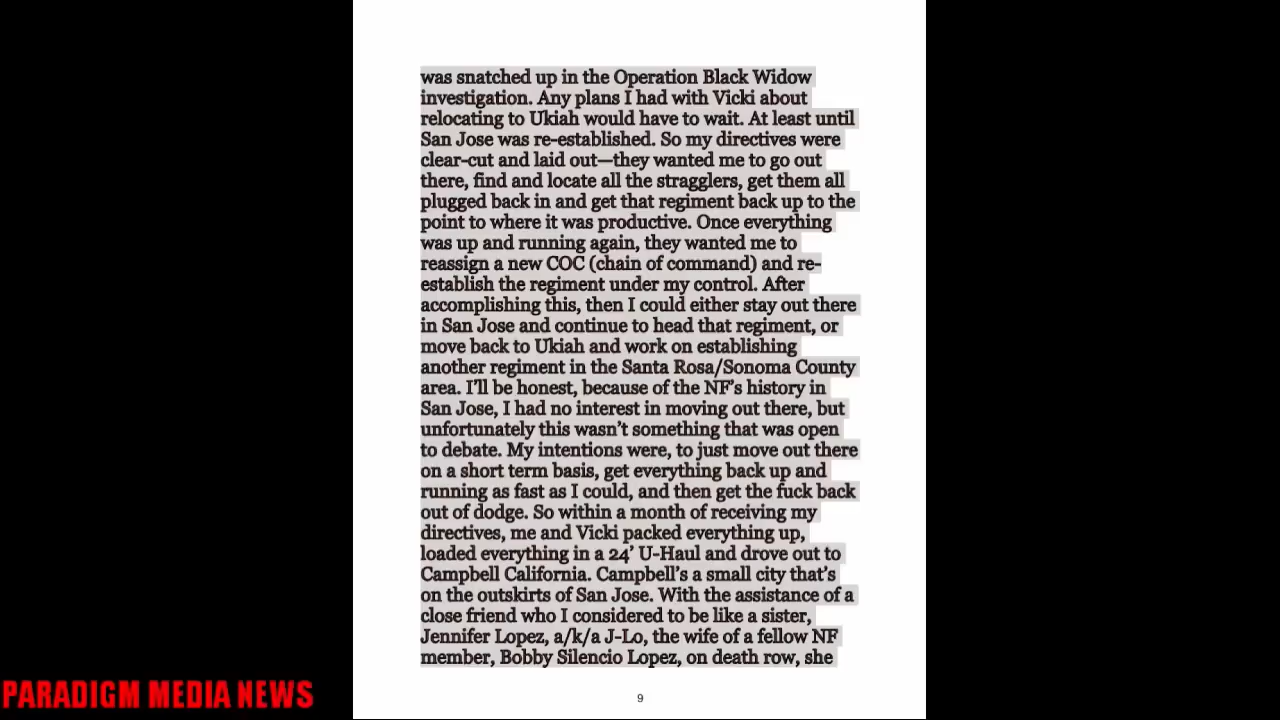 was snatched up in the Operation Black Widow
investigation. Any plans I had with Vicki about
relocating to Ukiah would have to wait. At least until
San Jose was re-established. So my directives were
clear-cut and laid out—they wanted me to go out
there, find and locate all the stragglers, get them all
plugged back in and get that regiment back up to the
point to where it was productive. Once everything
was up and running again, they wanted me to
reassign a new COC (chain of command) and re-
establish the regiment under my control. After
accomplishing this, then I could either stay out there
in San Jose and continue to head that regiment, or
move back to Ukiah and work on establishing
another regiment in the Santa Rosa/Sonoma County
area. I'll be honest, because of the NF's history in
San Jose, I had no interest in moving out there, but
unfortunately this wasn't something that was open
to debate. My intentions were, to just move out there
on a short term basis, get everything back up and
running as fast as I could, and then get the fuck back
out of dodge. So within a month of receiving my
directives, me and Vicki packed everything up,
loaded everything in a 24' U-Haul and drove out to
Campbell California. Campbell's a small city that's
on the outskirts of San Jose. With the assistance of a
close friend who I considered to be like a sister,
Jennifer Lopez, a/k/a J-Lo, the wife of a fellow NF
member, Bobby Silencio Lopez, on death row, she
9
PARADIGM MEDIA NEWS